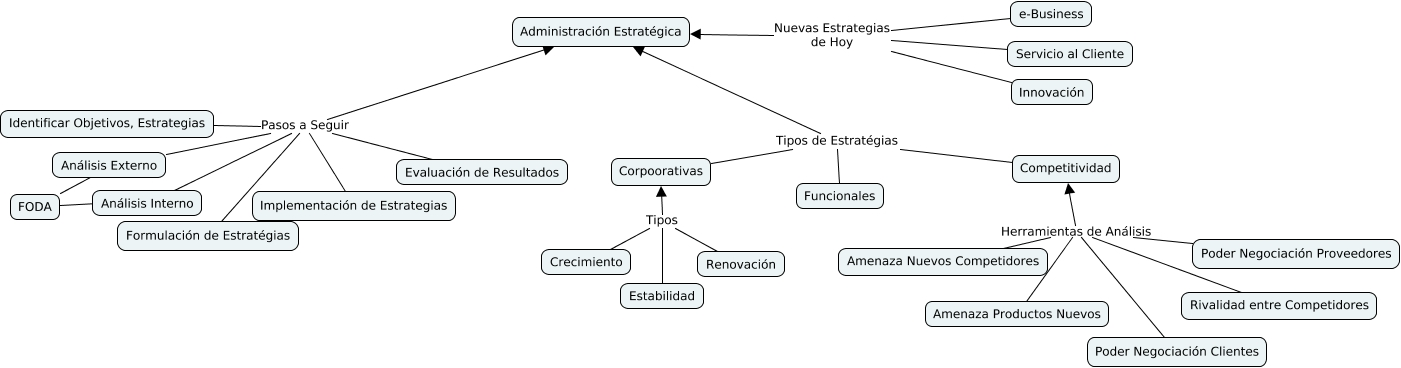 e-Business
Administración Estratégica
Nuevas Estrategias
de Hoy
Servicio al Cliente
Innovación
Identificar Objetivos, Estrategias
Pasos a Seguir
Tipos de Estratégias
Análisis Externo
Evaluación de Resultados
Corpoorativas
Competitividad
Funcionales
FODA
Análisis Interno
Implementación de Estrategias
Tipos
Formulación de Estratégias
Herramientas de Análisis
Crecimiento
Renovación
Amenaza Nuevos Competidores
Poder Negociación Proveedores
Estabilidad
Rivalidad entre Competidores
Amenaza Productos Nuevos
Poder Negociación Clientes